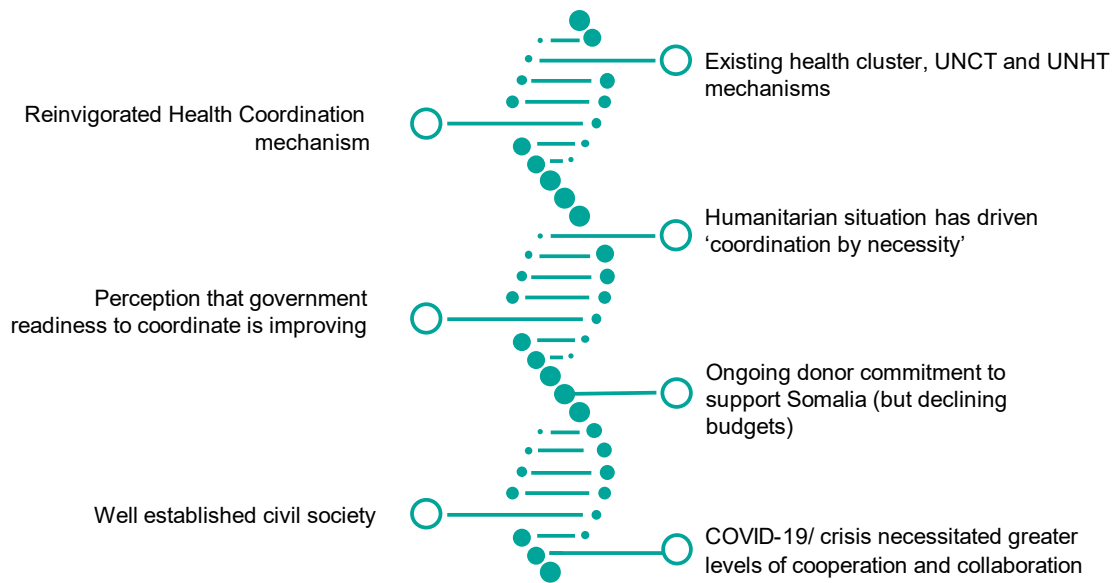 Existing health cluster, UNCT and UNHT
mechanisms
Reinvigorated Health Coordination
mechanism
Humanitarian situation has driven
‘coordination by necessity’
Perception that government
readiness to coordinate is improving
Ongoing donor commitment to
support Somalia (but declining
budgets)
Well established civil society
COVID-19/ crisis necessitated greater
levels of cooperation and collaboration